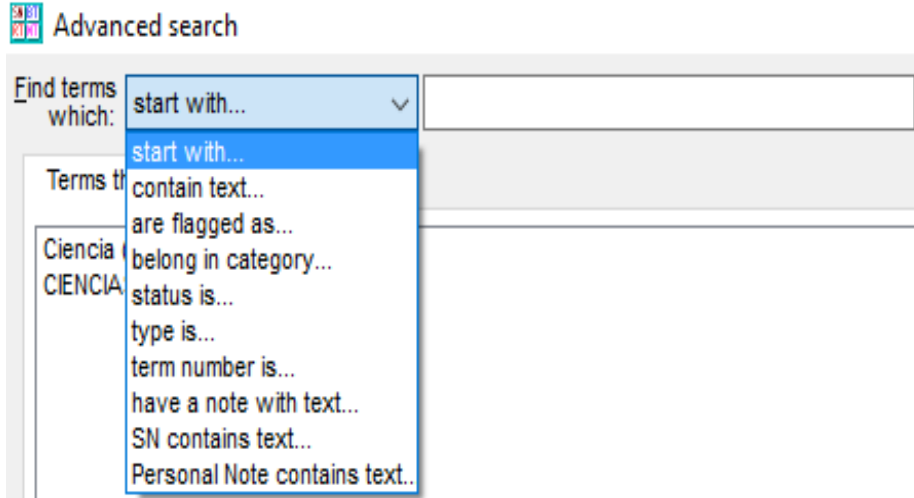 Advanced search
Find terms
which:
start with...
start with...
contain text...
are flagged as...
belong in category...
status is...
type is...
term number is...
have a note with text...
SN contains text...
Personal Note contains text..
Terms
Ciencia
CIENCIA